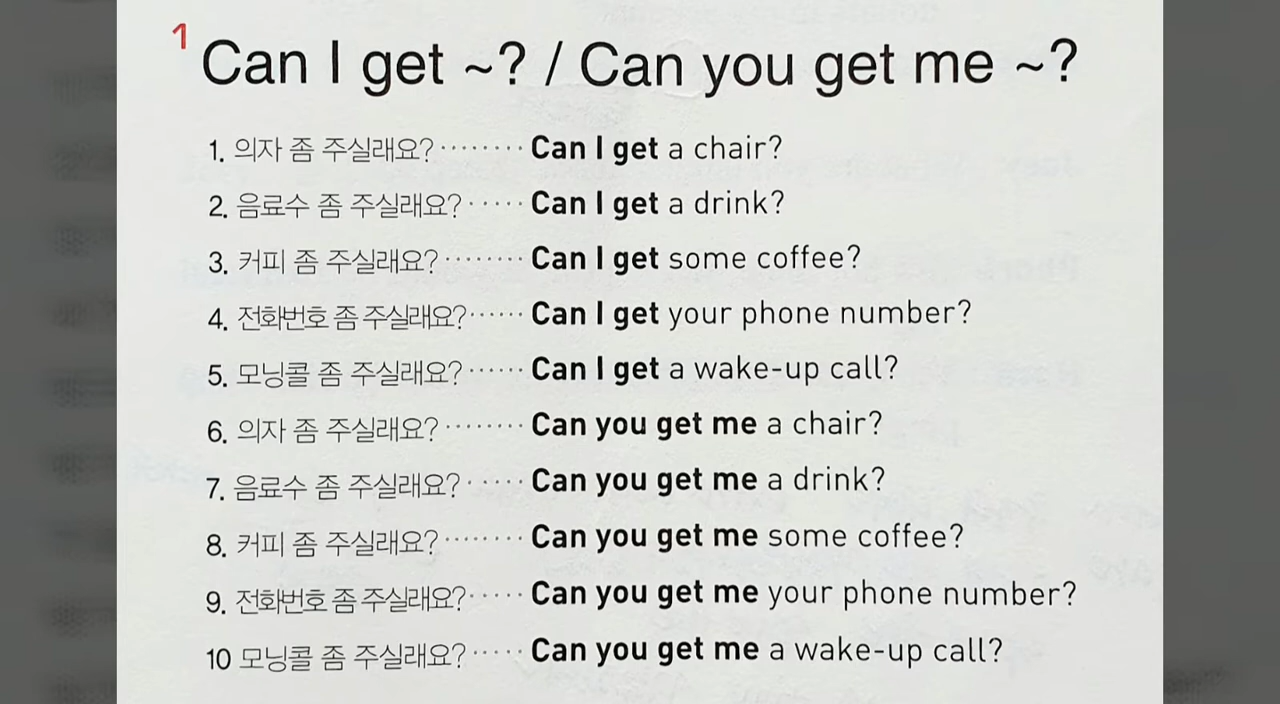 1
Can I get ~? / Can you get me ~?
1. 의자 좀 주실래요? ········ Can I get a chair?
2. 음료수 좀 주실래요? ····· Can I get a drink?
3. 커피 좀 주실래요? ········ Can I get some coffee?
4. 전화번호 좀 주실래요? ······ Can I get your phone number?
5. 모닝콜 좀 주실래요? ······ Can I get a wake-up call?
6. 의자 좀 주실래요? ········ Can you get me a chair?
7. 음료수 좀 주실래요? ····· Can you get me a drink?
8. 커피 좀 주실래요? ········ Can you get me some coffee?
9. 전화번호 좀 주실래요? ····· Can you get me your phone number?
10 모닝콜 좀 주실래요? ····· Can you get me a wake-up call?